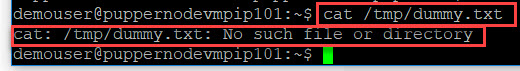 demouser@puppernodevmpip101:~$ cat /tmp/dummy.txt
cat: /tmp/dummy.txt: No such file or directory
demouser@puppernodevmpip101:~$